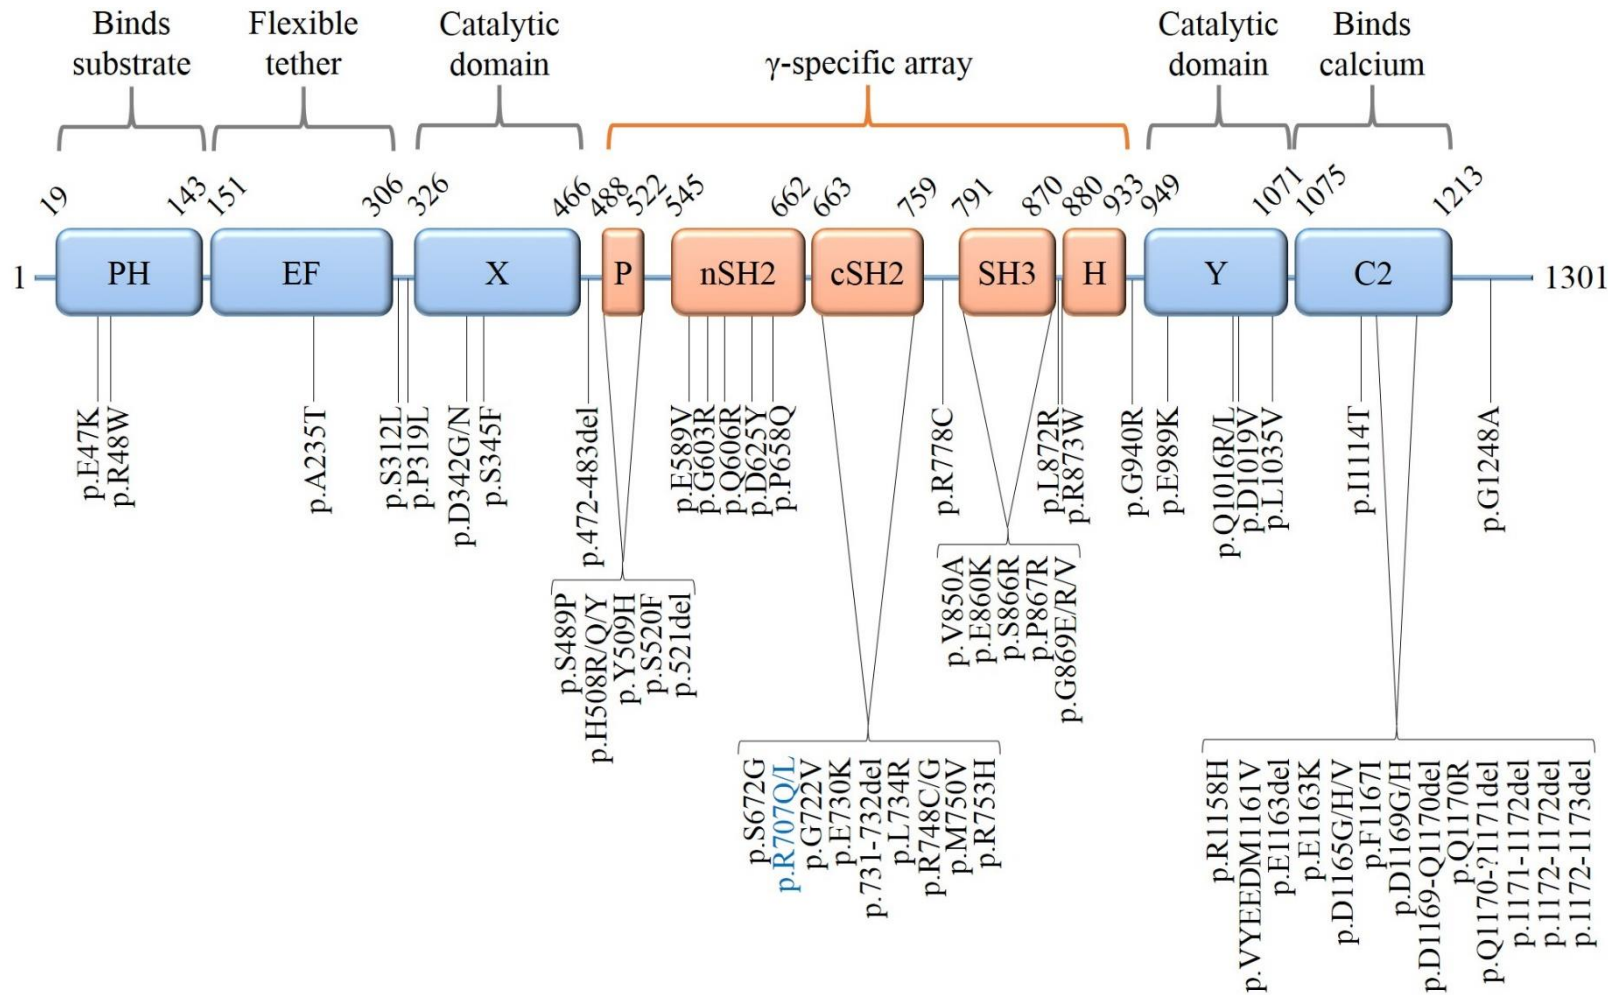 Binds
substrate
Flexible
tether
Catalytic
domain
γ-specific array
Catalytic
domain
Binds
calcium
19
143
151
306
326
466
488
522
545
662
663
759
791
870
880
933
949
1071
1075
1213
1
PH
EF
X
P
nSH2
cSH2
SH3
H
Y
C2
1301
p.E47K
p.R48W
p.A235T
p.S312L
p.P319L
p.D342G/N
p.S345F
p.472-483del
p.E589V
p.G603R
p.Q606R
p.D625Y
p.P658Q
p.R778C
p.L872R
p.R873W
p.G940R
p.E989K
p.Q1016R/L
p.D1019V
p.L1035V
p.I1114T
p.G1248A
p.S489P
p.H508R/Q/Y
p.Y509H
p.S520F
p.521del
p.V850A
p.E860K
p.S866R
p.P867R
p.G869E/R/V
p.S672G
p.R707Q/L
p.G722V
p.E730K
p.731-732del
p.L734R
p.R748C/G
p.M750V
p.R753H
p.R1158H
p.VYEEDM1161V
p.E1163del
p.E1163K
p.D1165G/H/V
p.F1167I
p.D1169G/H
p.D1169-Q1170del
p.Q1170R
p.Q1170-?1171del
p.1171-1172del
p.1172-1172del
p.1172-1173del